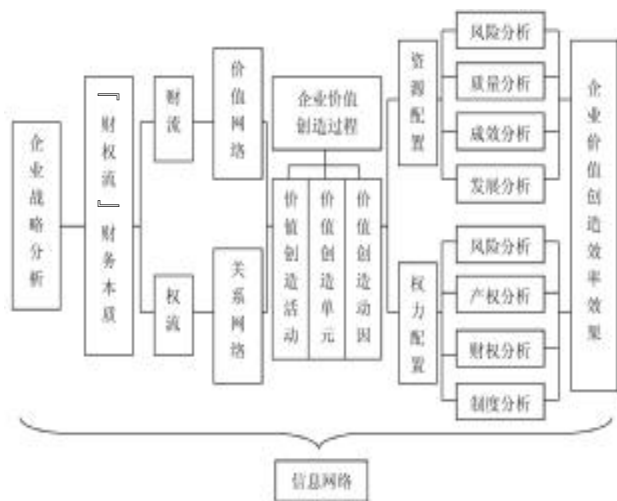 企业战略分析
『财权流』财务本质
财流
权流
价值网络
关系网络
企业价值
创造过程
价值创造活动
价值创造单元
价值创造动因
资源配置
权力配置
风险分析
质量分析
成效分析
发展分析
风险分析
产权分析
财权分析
制度分析
企业价值创造效率效果
信息网络